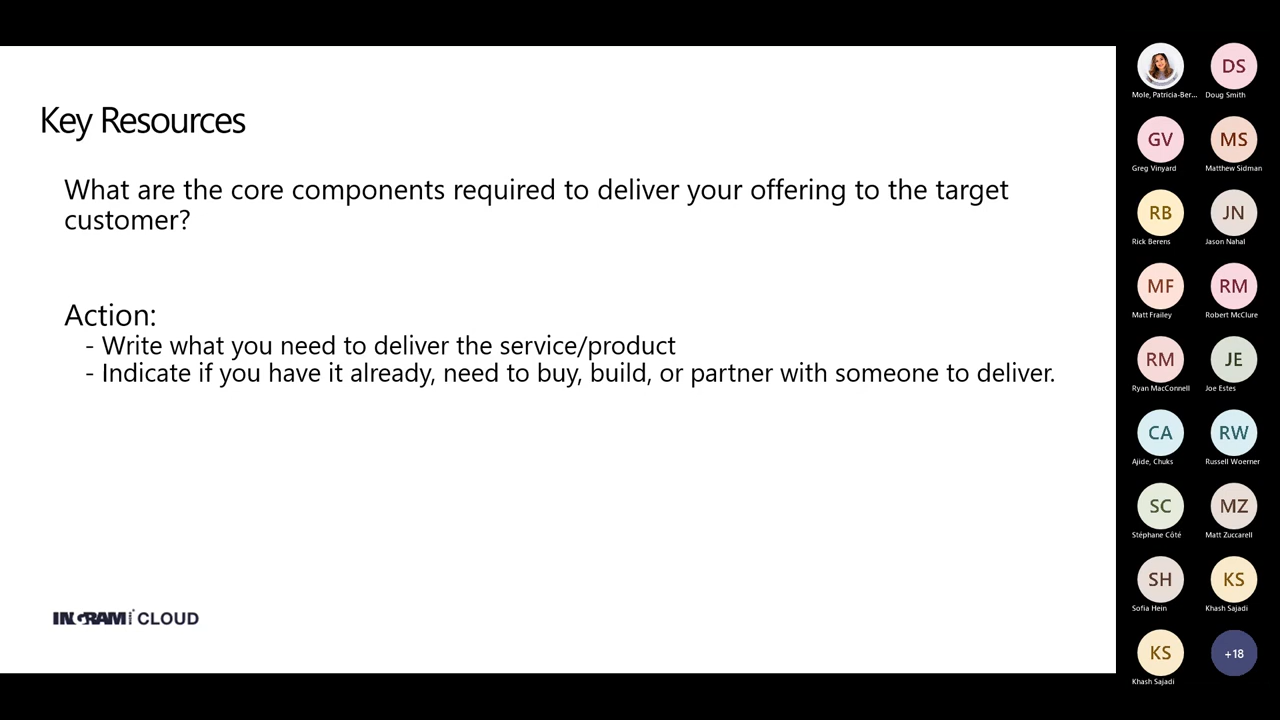 Key Resources
What are the core components required to deliver your offering to the target
customer?
Action:
- Write what you need to deliver the service/product
- Indicate if you have it already, need to buy, build, or partner with someone to deliver.
INGRAM CLOUD
Mole, Patricia-Ber...
DS
Doug Smith
GV
Greg Vinyard
MS
Matthew Sidman
RB
Rick Berens
JN
Jason Nahal
MF
Matt Frailey
RM
Robert McClure
RM
Ryan MacConnell
JE
Joe Estes
CA
Ajide, Chuks
RW
Russell Woerner
SC
Stéphane Côté
MZ
Matt Zuccarell
SH
Sofia Hein
KS
Khash Sajadi
KS
Khash Sajadi
+18